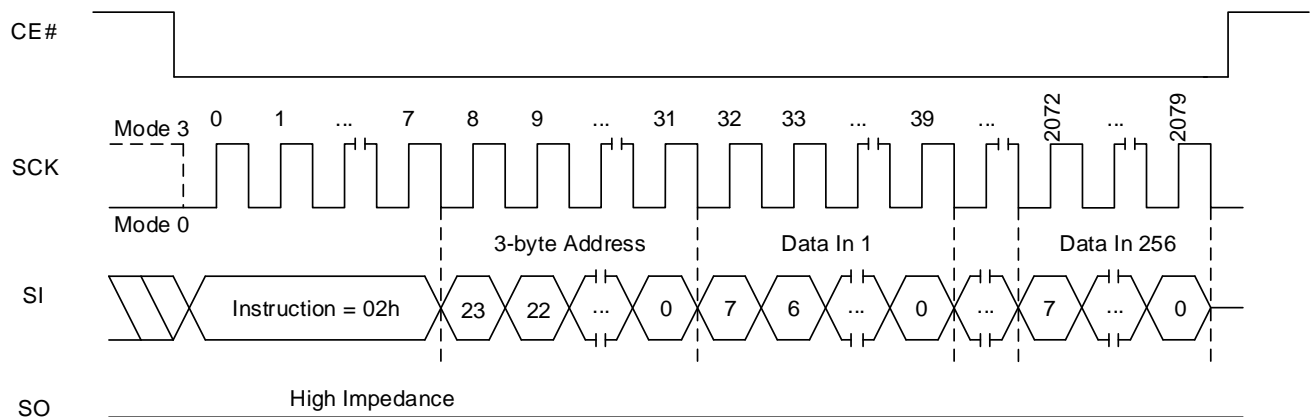 CE#
0 1 ... 7 8 9 ... 31 32 33 ... 39 ... 2072 ... 2079
Mode 3
SCK
Mode 0
3-byte Address Data In 1 Data In 256
SI Instruction = 02h 23 22 ... 0 7 6 ... 0 ... 7 ... 0
High Impedance
SO